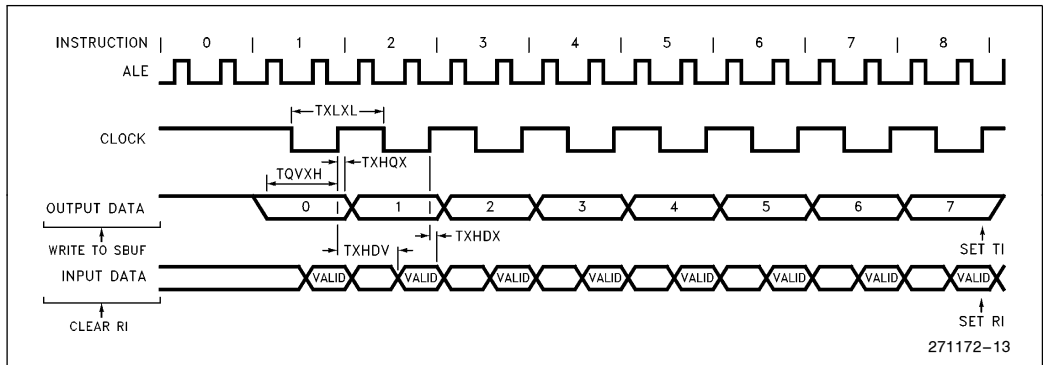 INSTRUCTION | 0 | 1 | 2 | 3 | 4 | 5 | 6 | 7 | 8 |
ALE
TXLXL
CLOCK
TXHQX
TQVXH
OUTPUT DATA 0 1 2 3 4 5 6 7
WRITE TO SBUF TXHDV TXHDX SET TI
INPUT DATA VALID VALID VALID VALID VALID VALID VALID VALID
CLEAR RI SET RI
271172–13